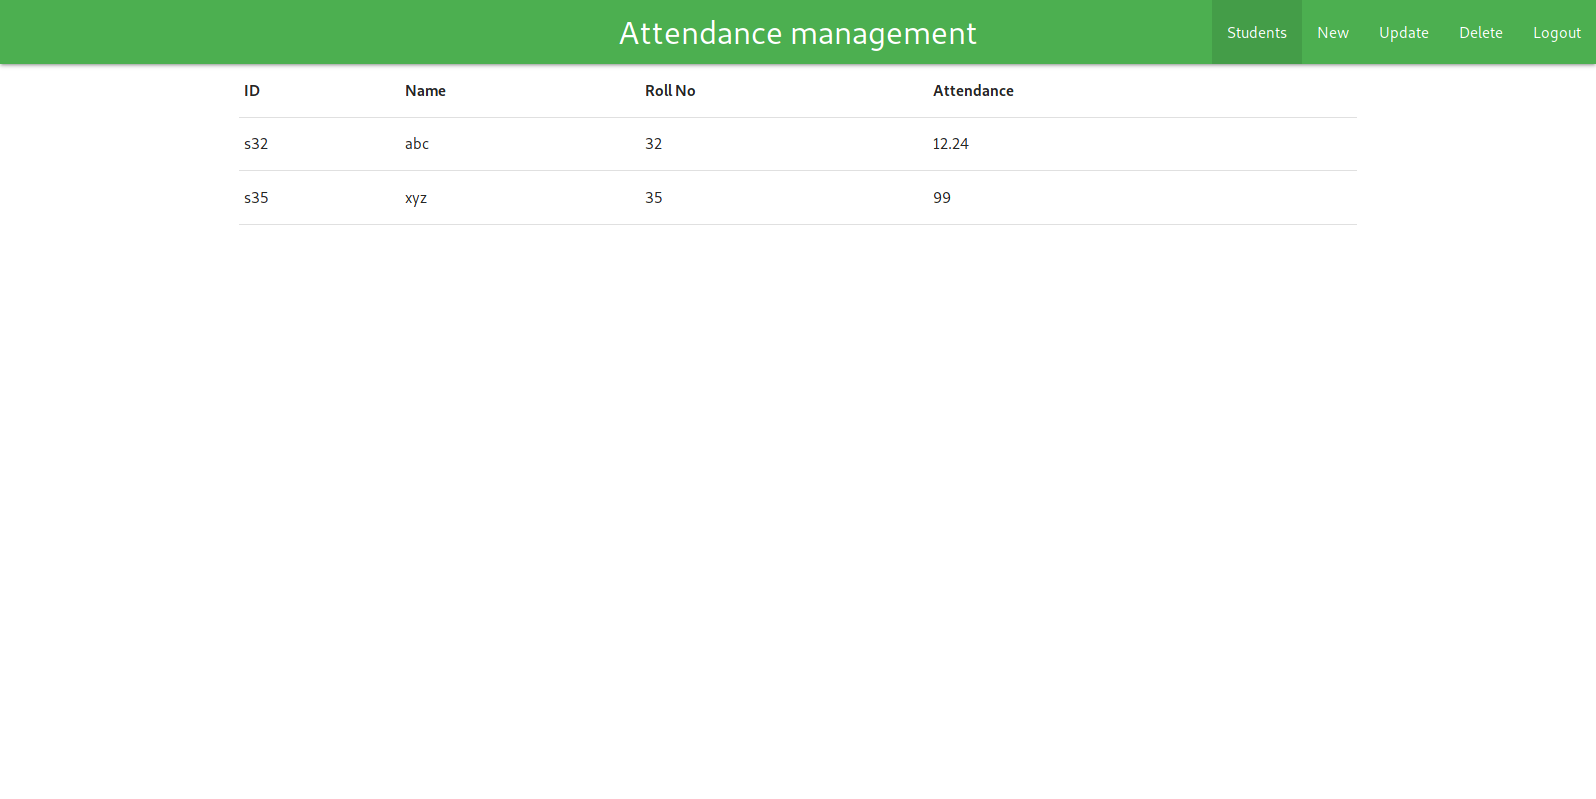 Attendance management
Students New Update Delete Logout
ID Name Roll No Attendance
s32 abc 32 12.24
s35 xyz 35 99